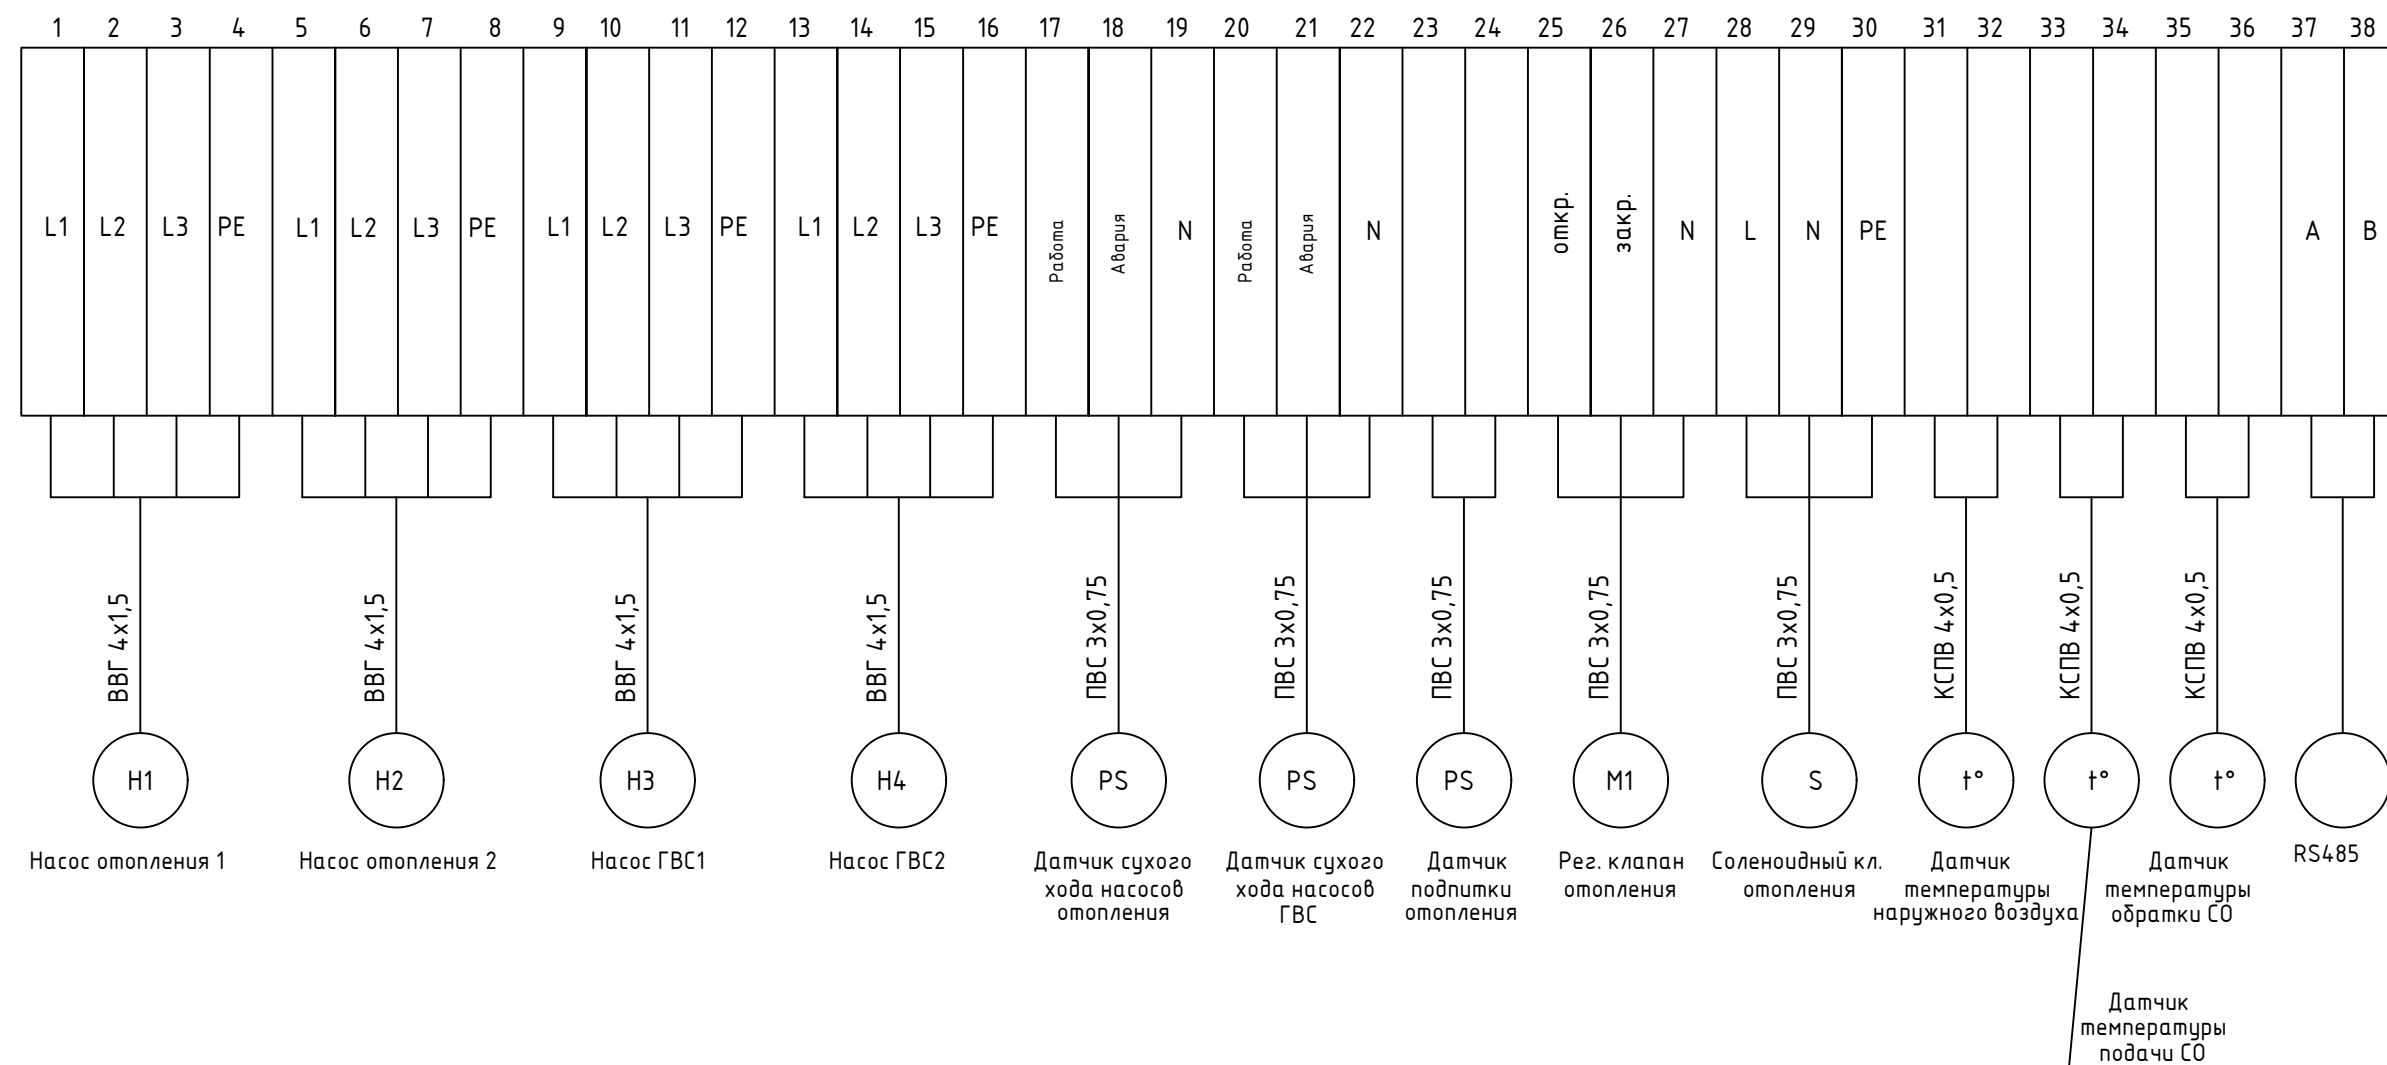 1 2 3 4 5 6 7 8 9 10 11 12 13 14 15 16 17 18 19 20 21 22 23 24 25 26 27 28 29 30 31 32 33 34 35 36 37 38
L1 L2 L3 PE L1 L2 L3 PE L1 L2 L3 PE L1 L2 L3 PE Работа Авария N Работа Авария N откр. закр. N L N PE A B
ВВГ 4х1,5 ВВГ 4х1,5 ВВГ 4х1,5 ВВГ 4х1,5 ПВС 3х0,75 ПВС 3х0,75 ПВС 3х0,75 ПВС 3х0,75 ПВС 3х0,75 КСПВ 4х0,5 КСПВ 4х0,5 КСПВ 4х0,5
Н1 Н2 Н3 Н4 PS PS PS М1 S t° t° t°
Насос отопления 1
Насос отопления 2
Насос ГВС1
Насос ГВС2
Датчик сухого
хода насосов
отопления
Датчик сухого
хода насосов
ГВС
Датчик
подпитки
отопления
Рег. клапан
отопления
Соленоидный кл.
отопления
Датчик
температуры
наружного воздуха
Датчик
температуры
обратки СО
RS485
Датчик
температуры
подачи СО